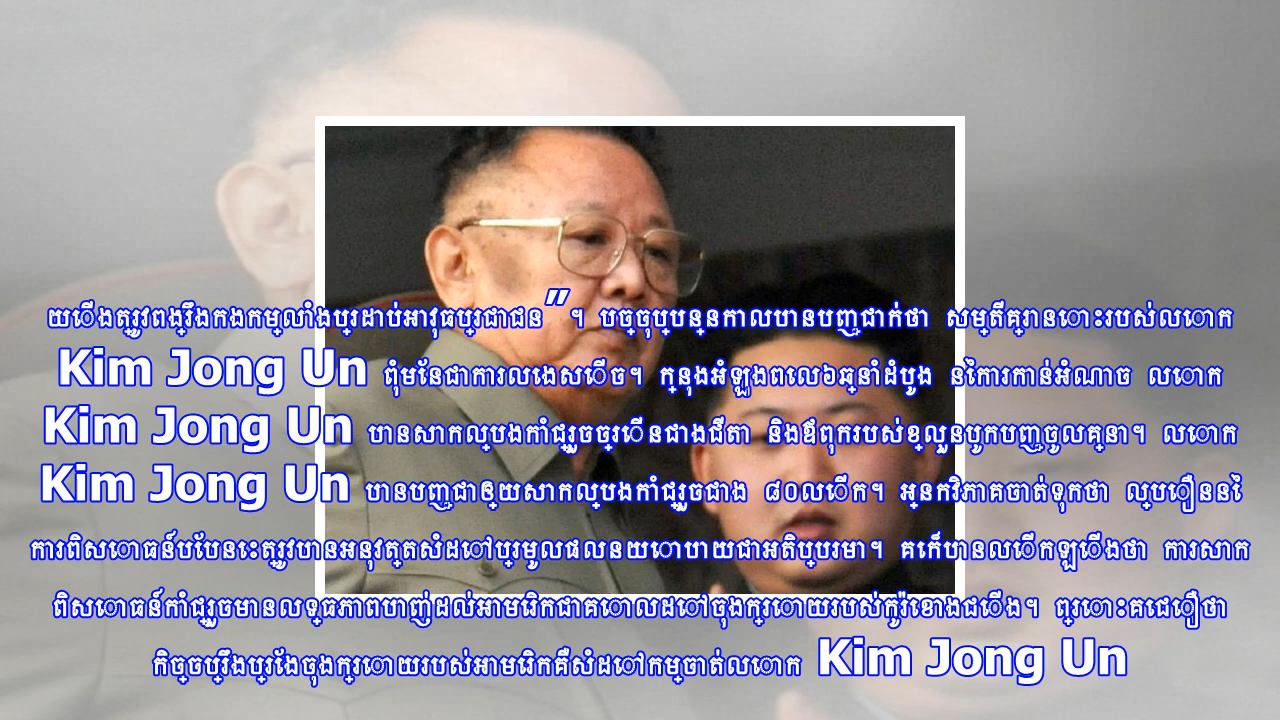 យើងត្រូវពង្រឹងកងកម្លាំងប្រដាប់អាវុធប្រជាជន”។ បច្ចុប្បន្នកាលបានបញ្ជាក់ថា សម្តីគ្រានោះរបស់លោក
Kim Jong Un ពុំមែនជាការលងេសើច។ ក្នុងអំឡុងពលេ៦ឆ្នាំដំបូង នៃការកាន់អំណាច លោក
Kim Jong Un បានសាកល្បងកាំជ្រួចច្រើនជាងជីតា និងឪពុករបស់ខ្លួនបូកបញ្ចូលគ្នា។ លោក
Kim Jong Un បានបញ្ជាឲ្យសាកល្បងកាំជ្រួចជាង ៨០លើក។ អ្នកវិភាគចាត់ទុកថា ល្បឿននៃ
ការពិសោធន៍បបែនេះត្រូវបានអនុវត្តសំដៅប្រមូលផលនយោបាយជាអតិប្បរមា។ គកេ៏បានលើកឡើងថា ការសាក
ពិសោធន៍កាំជ្រួចមានលទ្ធភាពបាញ់ដល់អាមរេិកជាគោលដៅចុងក្រោយរបស់កូរ៉េខាងជើង។ ព្រោះគជេឿថា
កិច្ចប្រឹងប្រងែចុងក្រោយរបស់អាមរេិកគឺសំដៅកម្ចាត់លោក Kim Jong Un